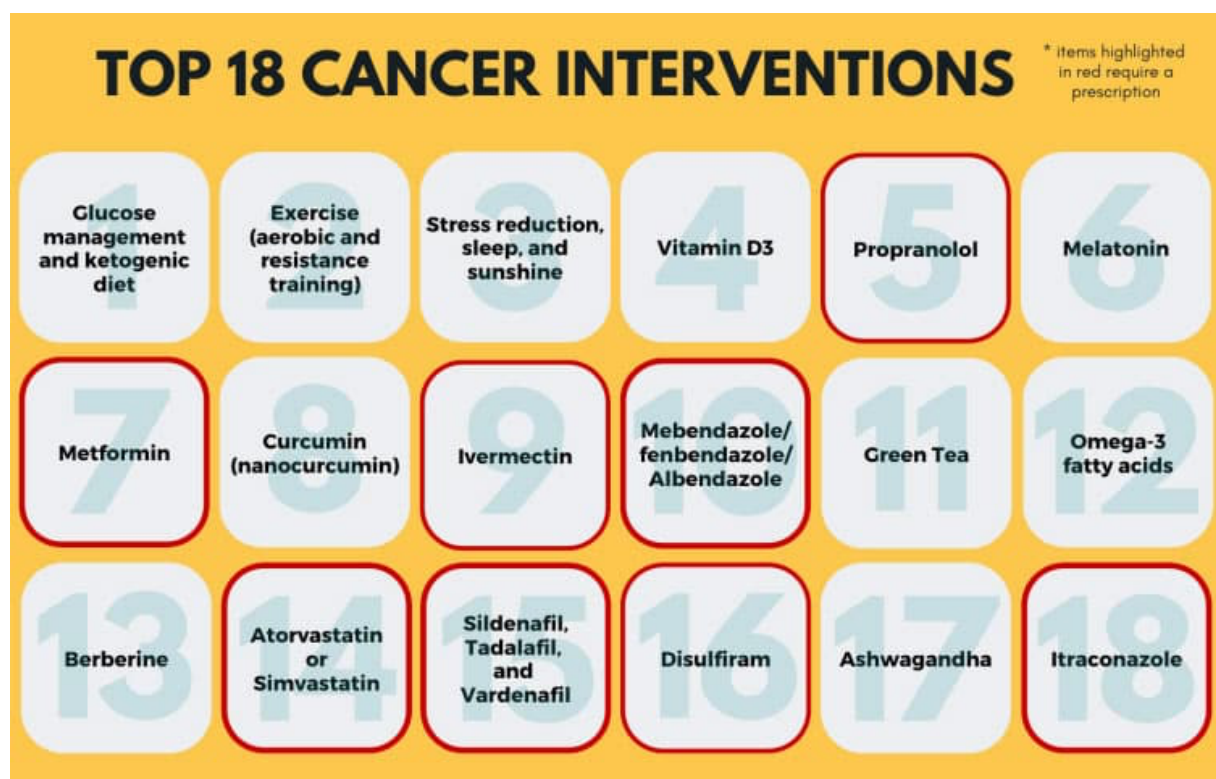 TOP 18 CANCER INTERVENTIONS
* items highlighted
in red require a
prescription
1
Glucose
management
and ketogenic
diet
2
Exercise
(aerobic and
resistance
training)
3
Stress reduction,
sleep, and
sunshine
4
Vitamin D3
5
Propranolol
6
Melatonin
7
Metformin
8
Curcumin
(nanocurcumin)
9
Ivermectin
10
Mebendazole/
fenbendazole/
Albendazole
11
Green Tea
12
Omega-3
fatty acids
13
Berberine
14
Atorvastatin
or
Simvastatin
15
Sildenafil,
Tadalafil,
and
Vardenafil
16
Disulfiram
17
Ashwagandha
18
Itraconazole